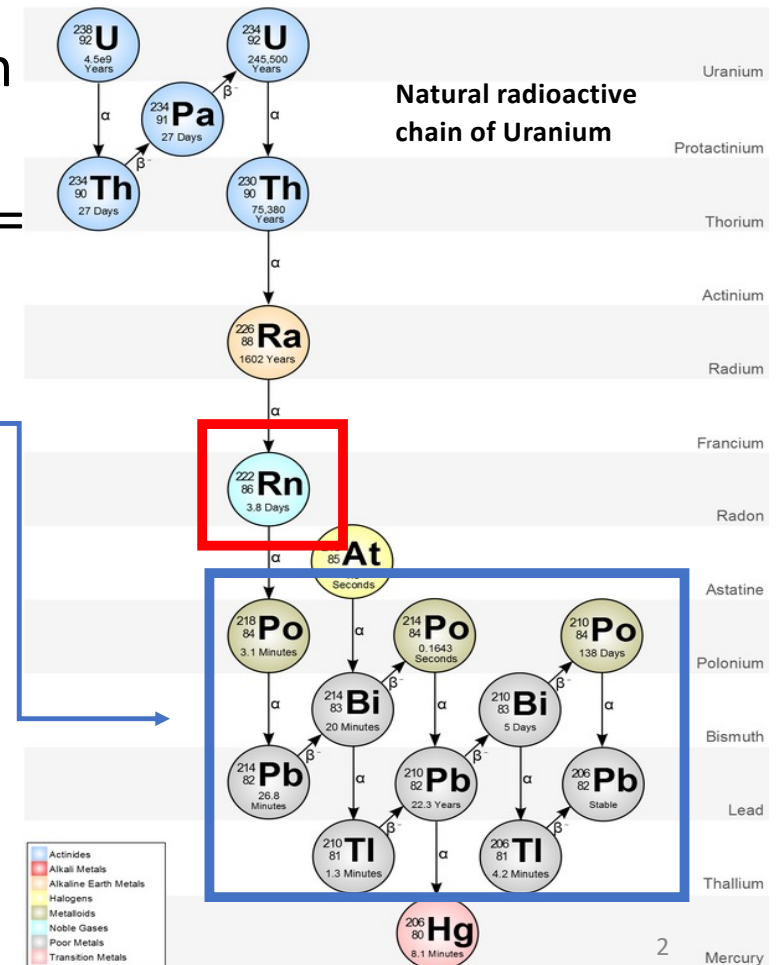 n
=
Natural radioactive
chain of Uranium
238
92 U
4.5e9
Years
234
92 U
245,500
Years
Uranium
α
β-
234
91 Pa
27 Days
α
Protactinium
β-
234
90 Th
27 Days
230
90 Th
75,380
Years
Thorium
α
Actinium
226
88 Ra
1602 Years
Radium
α
Francium
222
86 Rn
3.8 Days
Radon
α
85 At
Seconds
Astatine
218
84 Po
3.1 Minutes
α
214
84 Po
0.1643
Seconds
210
84 Po
138 Days
Polonium
α
214
83 Bi
20 Minutes
β-
210
83 Bi
5 Days
β-
α
Bismuth
214
82 Pb
26.8
Minutes
β-
α
210
82 Pb
22.3 Years
β-
α
206
82 Pb
Stable
Lead
210
81 Tl
1.3 Minutes
β-
α
206
81 Tl
4.2 Minutes
β-
Thallium
206
80 Hg
8.1 Minutes
Mercury
Actinides
Alkali Metals
Alkaline Earth Metals
Halogens
Metalloids
Noble Gases
Poor Metals
Transition Metals
2